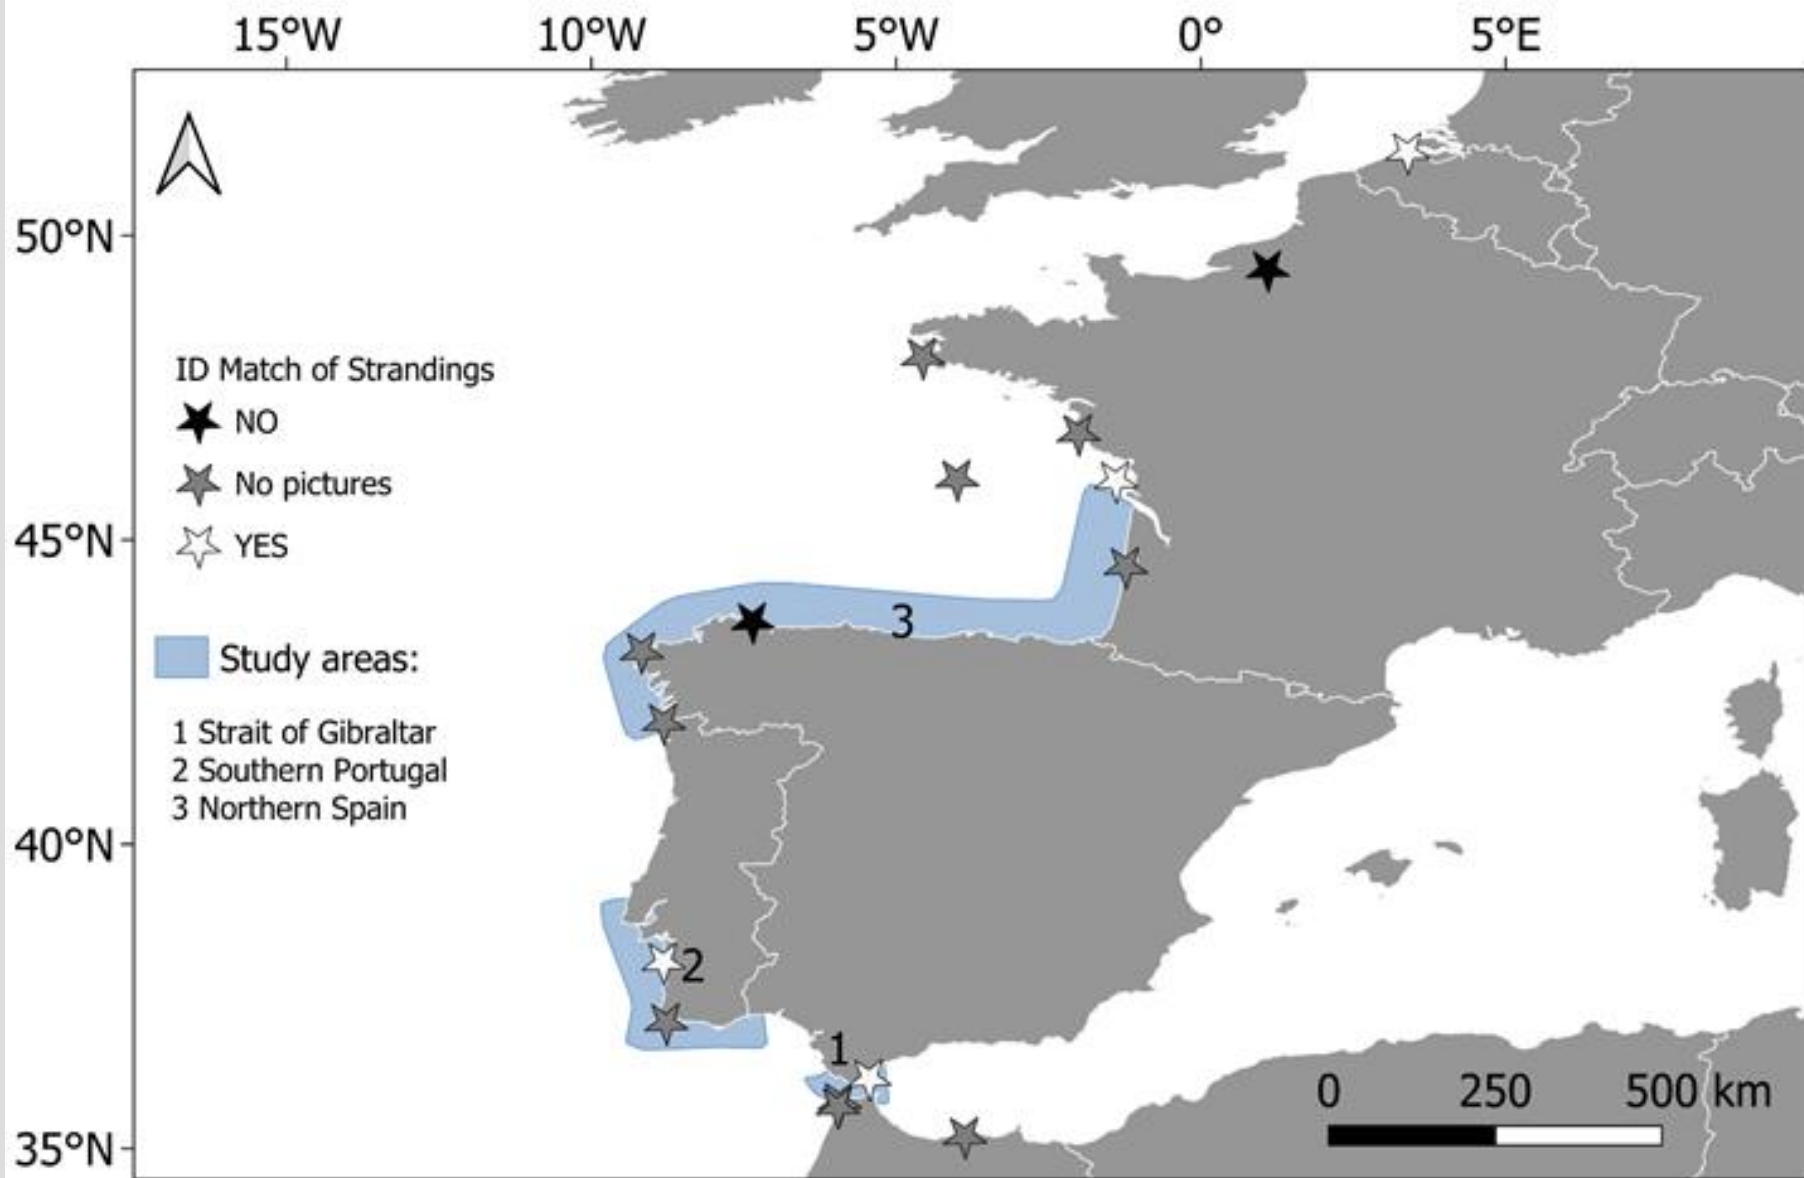 15°W 10°W 5°W 0° 5°E
50°N
ID Match of Strandings
NO
No pictures
YES
45°N
3
Study areas:
1 Strait of Gibraltar
2 Southern Portugal
3 Northern Spain
40°N
2
1
0 250 500 km
35°N